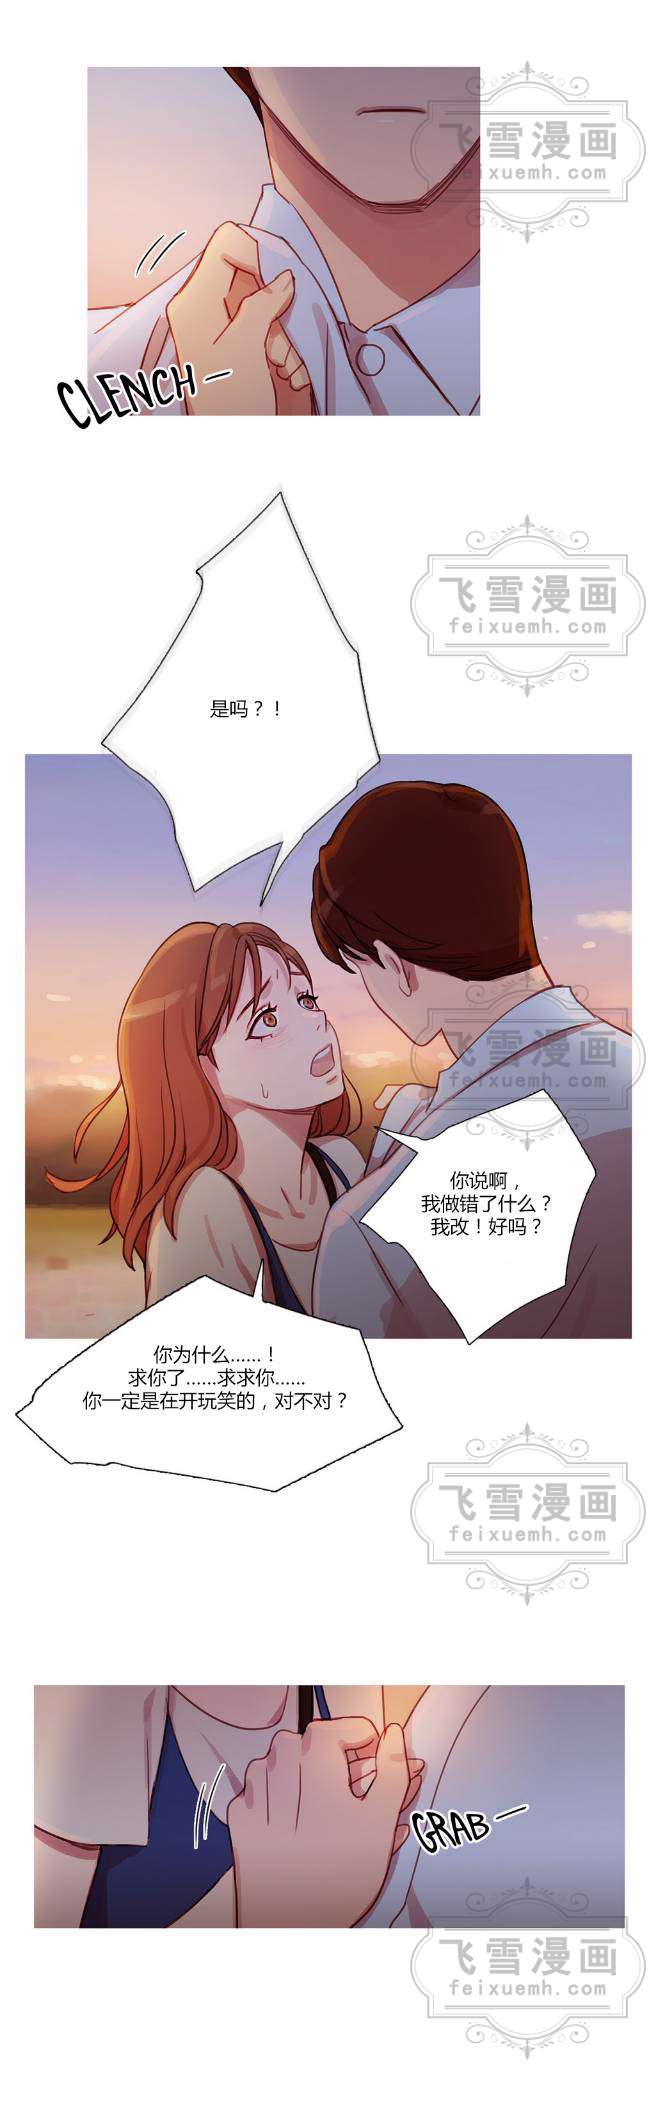 飞雪漫画
feixuemh.com
CLENCH
飞雪漫画
feixuemh.com
是吗？！
飞雪漫画
feixuemh.com
你说啊，
我做错了什么？
我改！好吗？
你为什么……！
求你了……求求你……
你一定是在开玩笑的，对不对？
飞雪漫画
feixuemh.com
GRAB
飞雪漫画
feixuemh.com